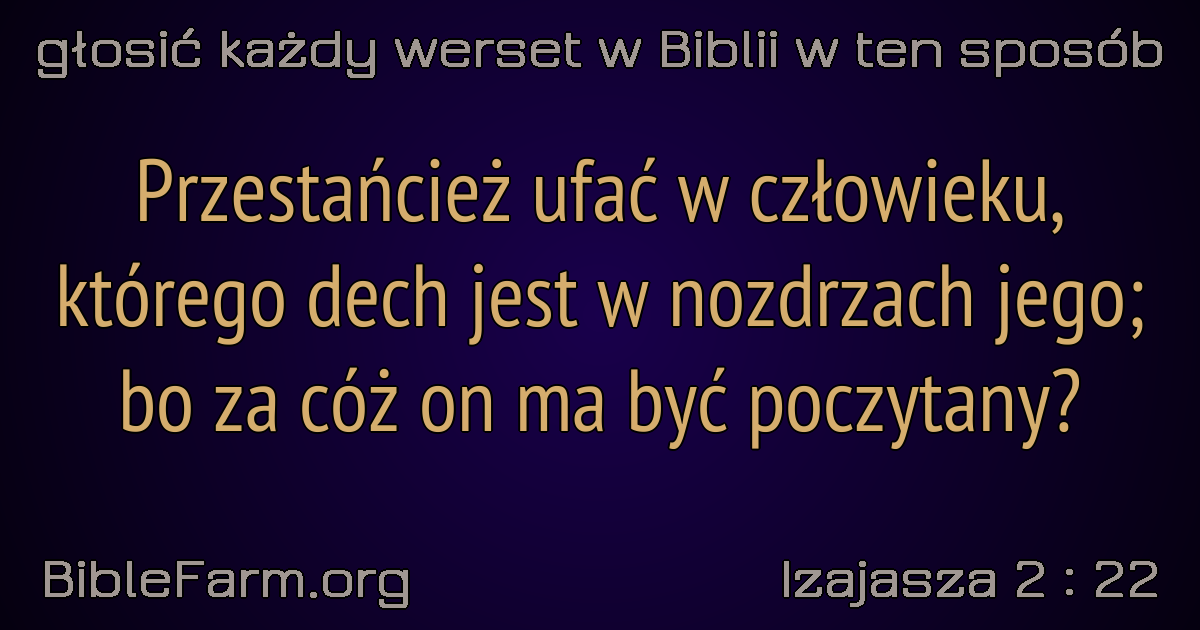 głosić każdy werset w Biblii w ten sposób
Przestańcież ufać w człowieku,
którego dech jest w nozdrzach jego;
bo za cóż on ma być poczytany?
BibleFarm.org
Izajasza 2 : 22